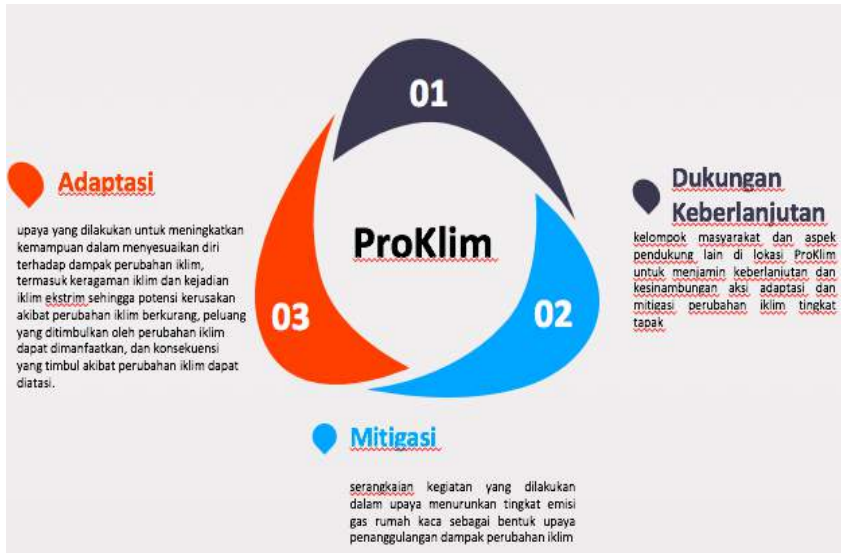 01
Adaptasi
upaya yang dilakukan untuk meningkatkan
kemampuan dalam menyesuaikan diri
terhadap dampak perubahan iklim,
termasuk keragaman iklim dan kejadian
iklim ekstrim sehingga potensi kerusakan
akibat perubahan iklim berkurang, peluang
yang ditimbulkan oleh perubahan iklim
dapat dimanfaatkan, dan konsekuensi
yang timbul akibat perubahan iklim dapat
diatasi.
ProKlim
03
02
Dukungan
Keberlanjutan
kelompok masyarakat dan aspek
pendukung lain di lokasi ProKlim
untuk menjamin keberlanjutan dan
kesinambungan aksi adaptasi dan
mitigasi perubahan iklim tingkat
tapak
Mitigasi
serangkaian kegiatan yang dilakukan
dalam upaya menurunkan tingkat emisi
gas rumah kaca sebagai bentuk upaya
penanggulangan dampak perubahan iklim